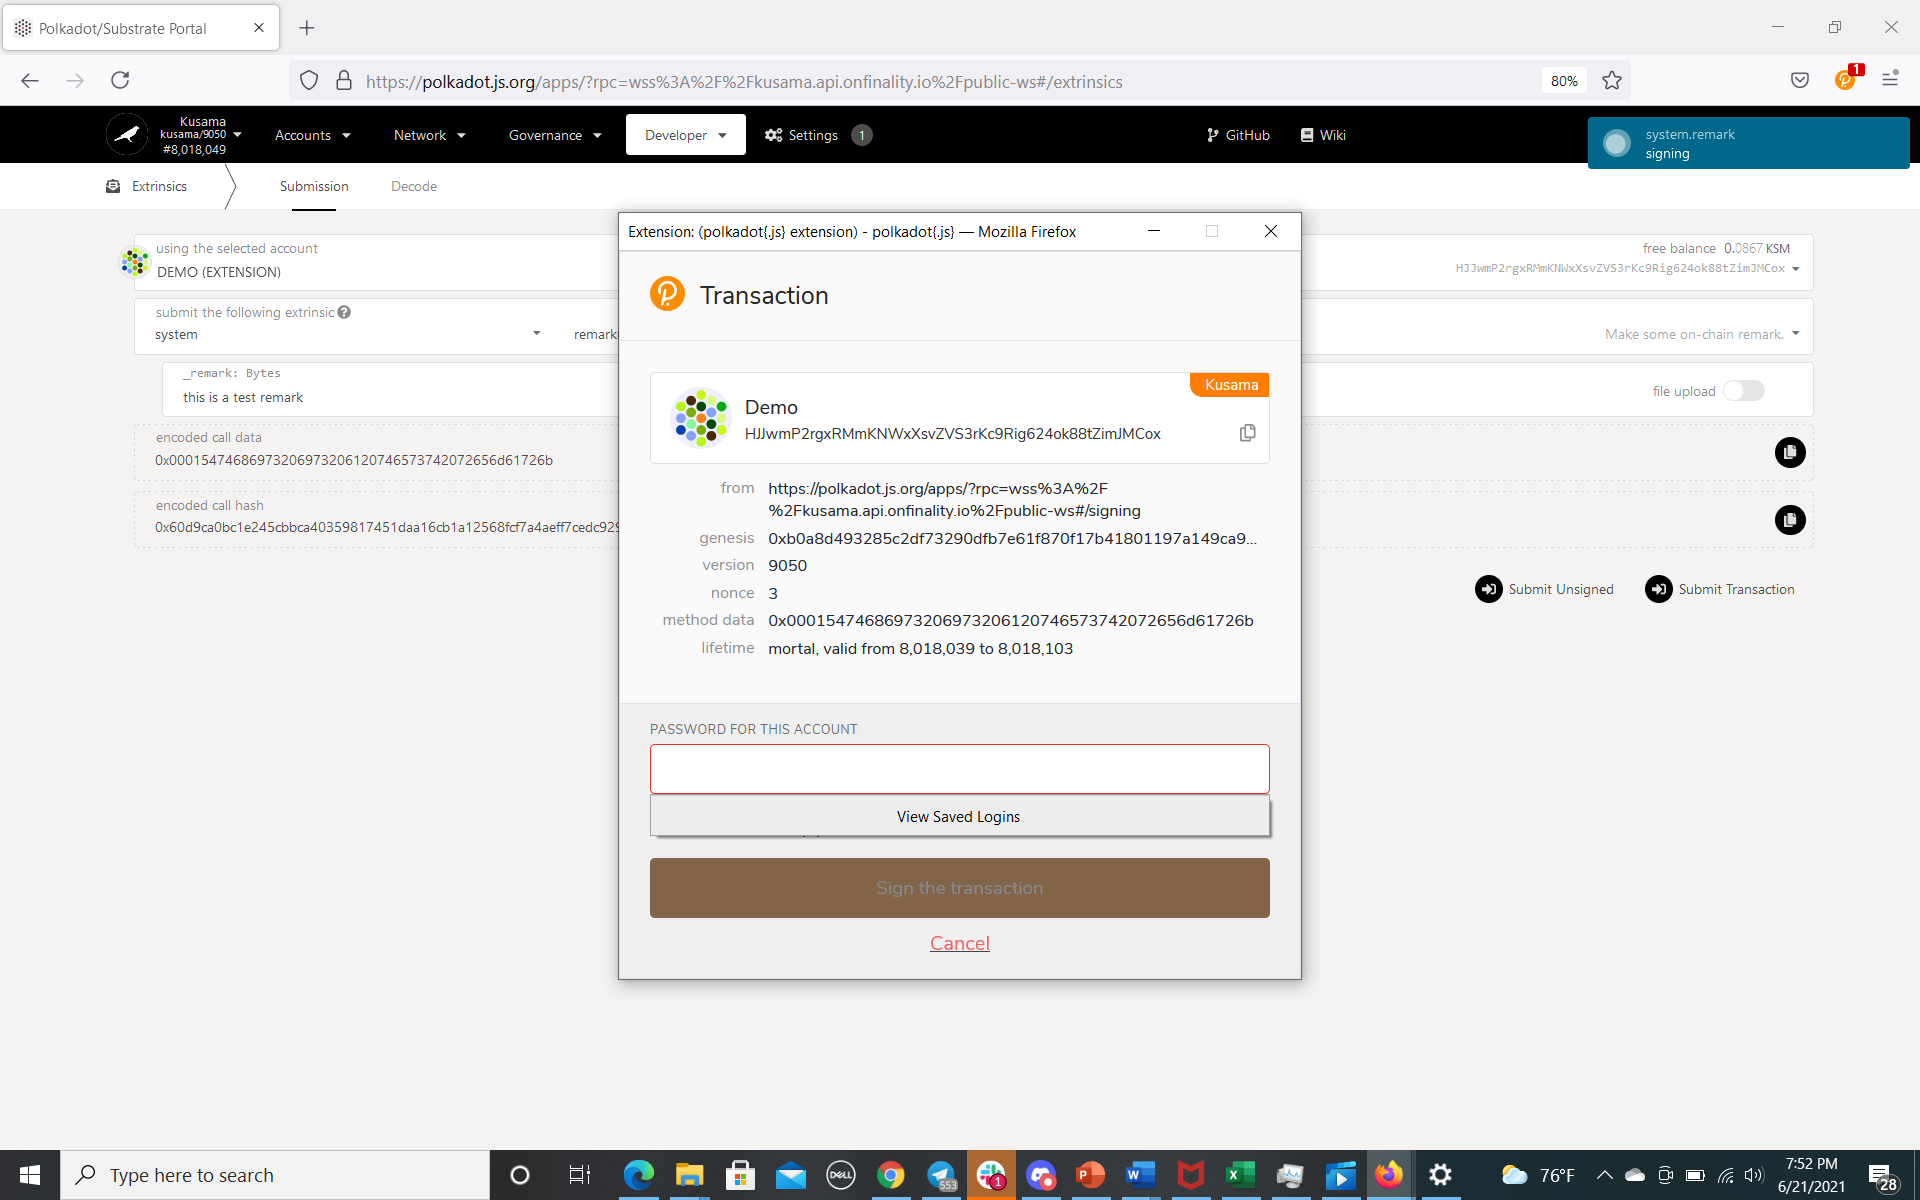 Polkadot/Substrate Portal
https://polkadot.js.org/apps/?rpc=wss%3A%2F%2Fkusama.api.onfinality.io%2Fpublic-ws#/extrinsics
80%
1
Kusama
kusama/9050
#8,018,049
Accounts
Network
Governance
Developer
Settings
1
GitHub
Wiki
system.remark
signing
Extrinsics
Submission
Decode
using the selected account
DEMO (EXTENSION)
free balance 0.0867 KSM
HJJwmP2rgxRMmKNWxXsvZVS3rKc9Rig624ok88tZimJMCox
submit the following extrinsic
system
remark
Make some on-chain remark.
_remark: Bytes
this is a test remark
file upload
encoded call data
0x00015474686973206973206120746573742072656d61726b
encoded call hash
0x60d9ca0bc1e245cbbca40359817451daa16cb1a12568fcf7a4aeff7cedc929
Submit Unsigned
Submit Transaction
Extension: (polkadot{.js} extension) - polkadot{.js} — Mozilla Firefox
Transaction
Kusama
Demo
HJJwmP2rgxRMmKNWxXsvZVS3rKc9Rig624ok88tZimJMCox
from https://polkadot.js.org/apps/?rpc=wss%3A%2F
%2Fkusama.api.onfinality.io%2Fpublic-ws#/signing
genesis 0xb0a8d493285c2df73290dfb7e61f870f17b41801197a149ca9...
version 9050
nonce 3
method data 0x00015474686973206973206120746573742072656d61726b
lifetime mortal, valid from 8,018,039 to 8,018,103
PASSWORD FOR THIS ACCOUNT
View Saved Logins
Sign the transaction
Cancel
Type here to search
DELL
553
1
76°F
7:52 PM
6/21/2021
28